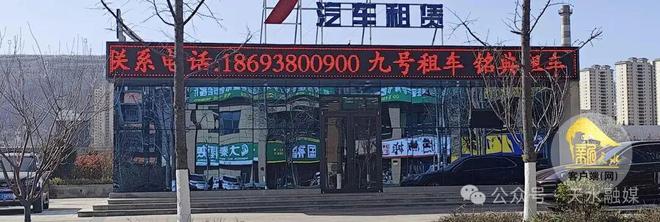 汽车租赁
联系电话:18693800900 九号租车 铭典租车
客户端(网)
公众号 · 天水融媒